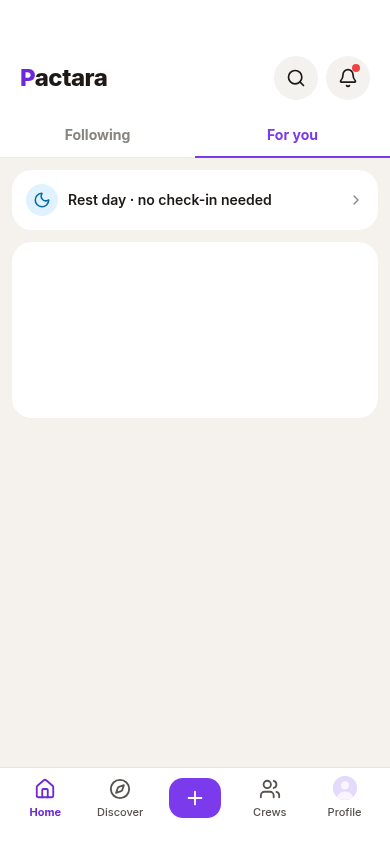 Pactara
Following
For you
Rest day · no check-in needed
Home
Discover
Crews
Profile